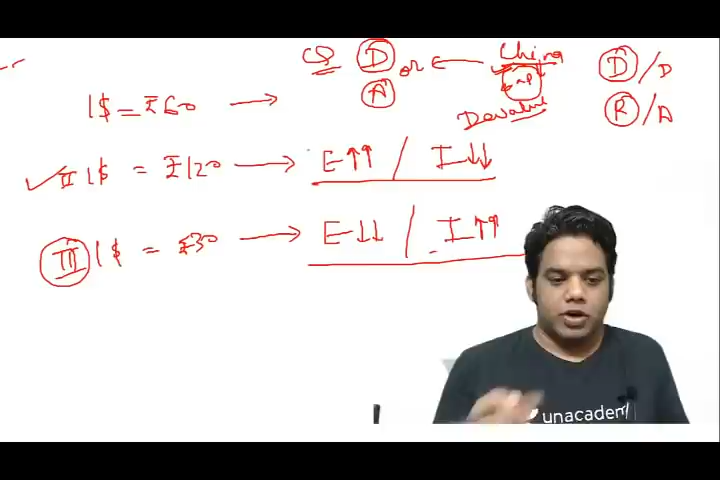 D or ← China D/D
1$ = ₹60 → A Devalue R/A
II 1$ = ₹120 → E↑↑ / I↓↓
III 1$ = ₹30 → E↓↓ / I↑↑
unacademy